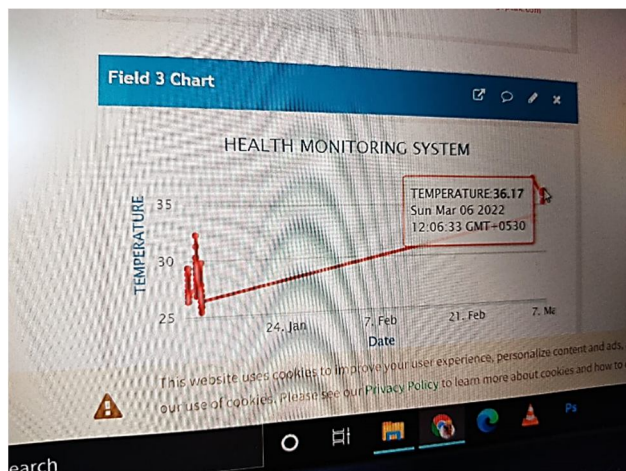 Field 3 Chart
HEALTH MONITORING SYSTEM
TEMPERATURE
35
30
25
TEMPERATURE:36.17
Sun Mar 06 2022
12:06:33 GMT+0530
24. Jan
7. Feb
21. Feb
7. Ma
Date
This website uses cookies to improve your user experience, personalize content and ads,
our use of cookies. Please see our Privacy Policy to learn more about cookies and how to
earch
Ps